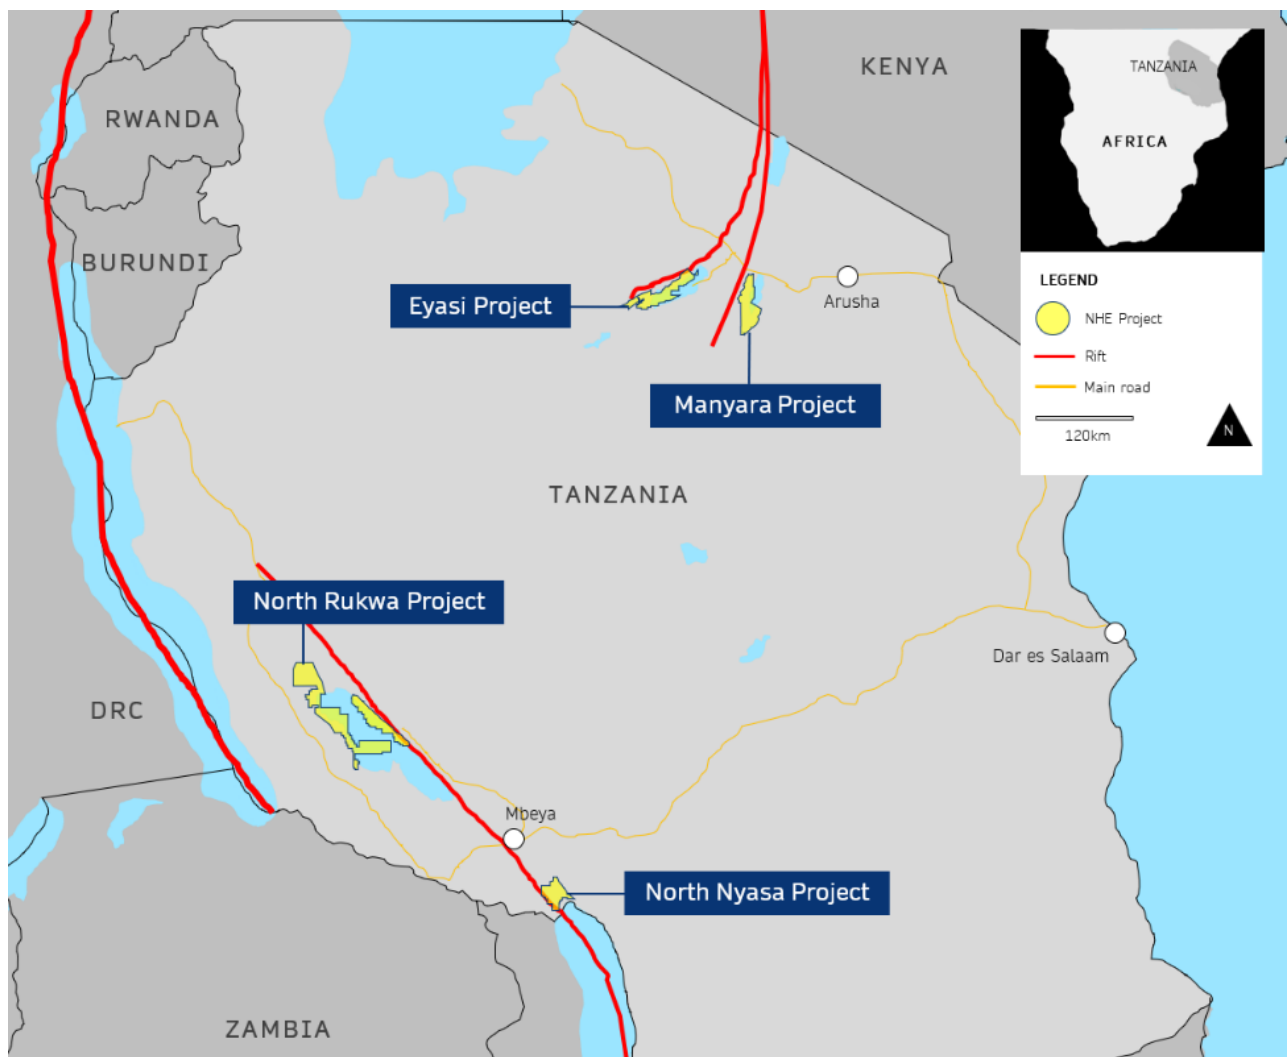 KENYA
RWANDA
BURUNDI
Eyasi Project
Arusha
Manyara Project
TANZANIA
North Rukwa Project
Dar es Salaam
DRC
Mbeya
North Nyasa Project
ZAMBIA
TANZANIA
AFRICA
LEGEND
NHE Project
Rift
Main road
120km
N